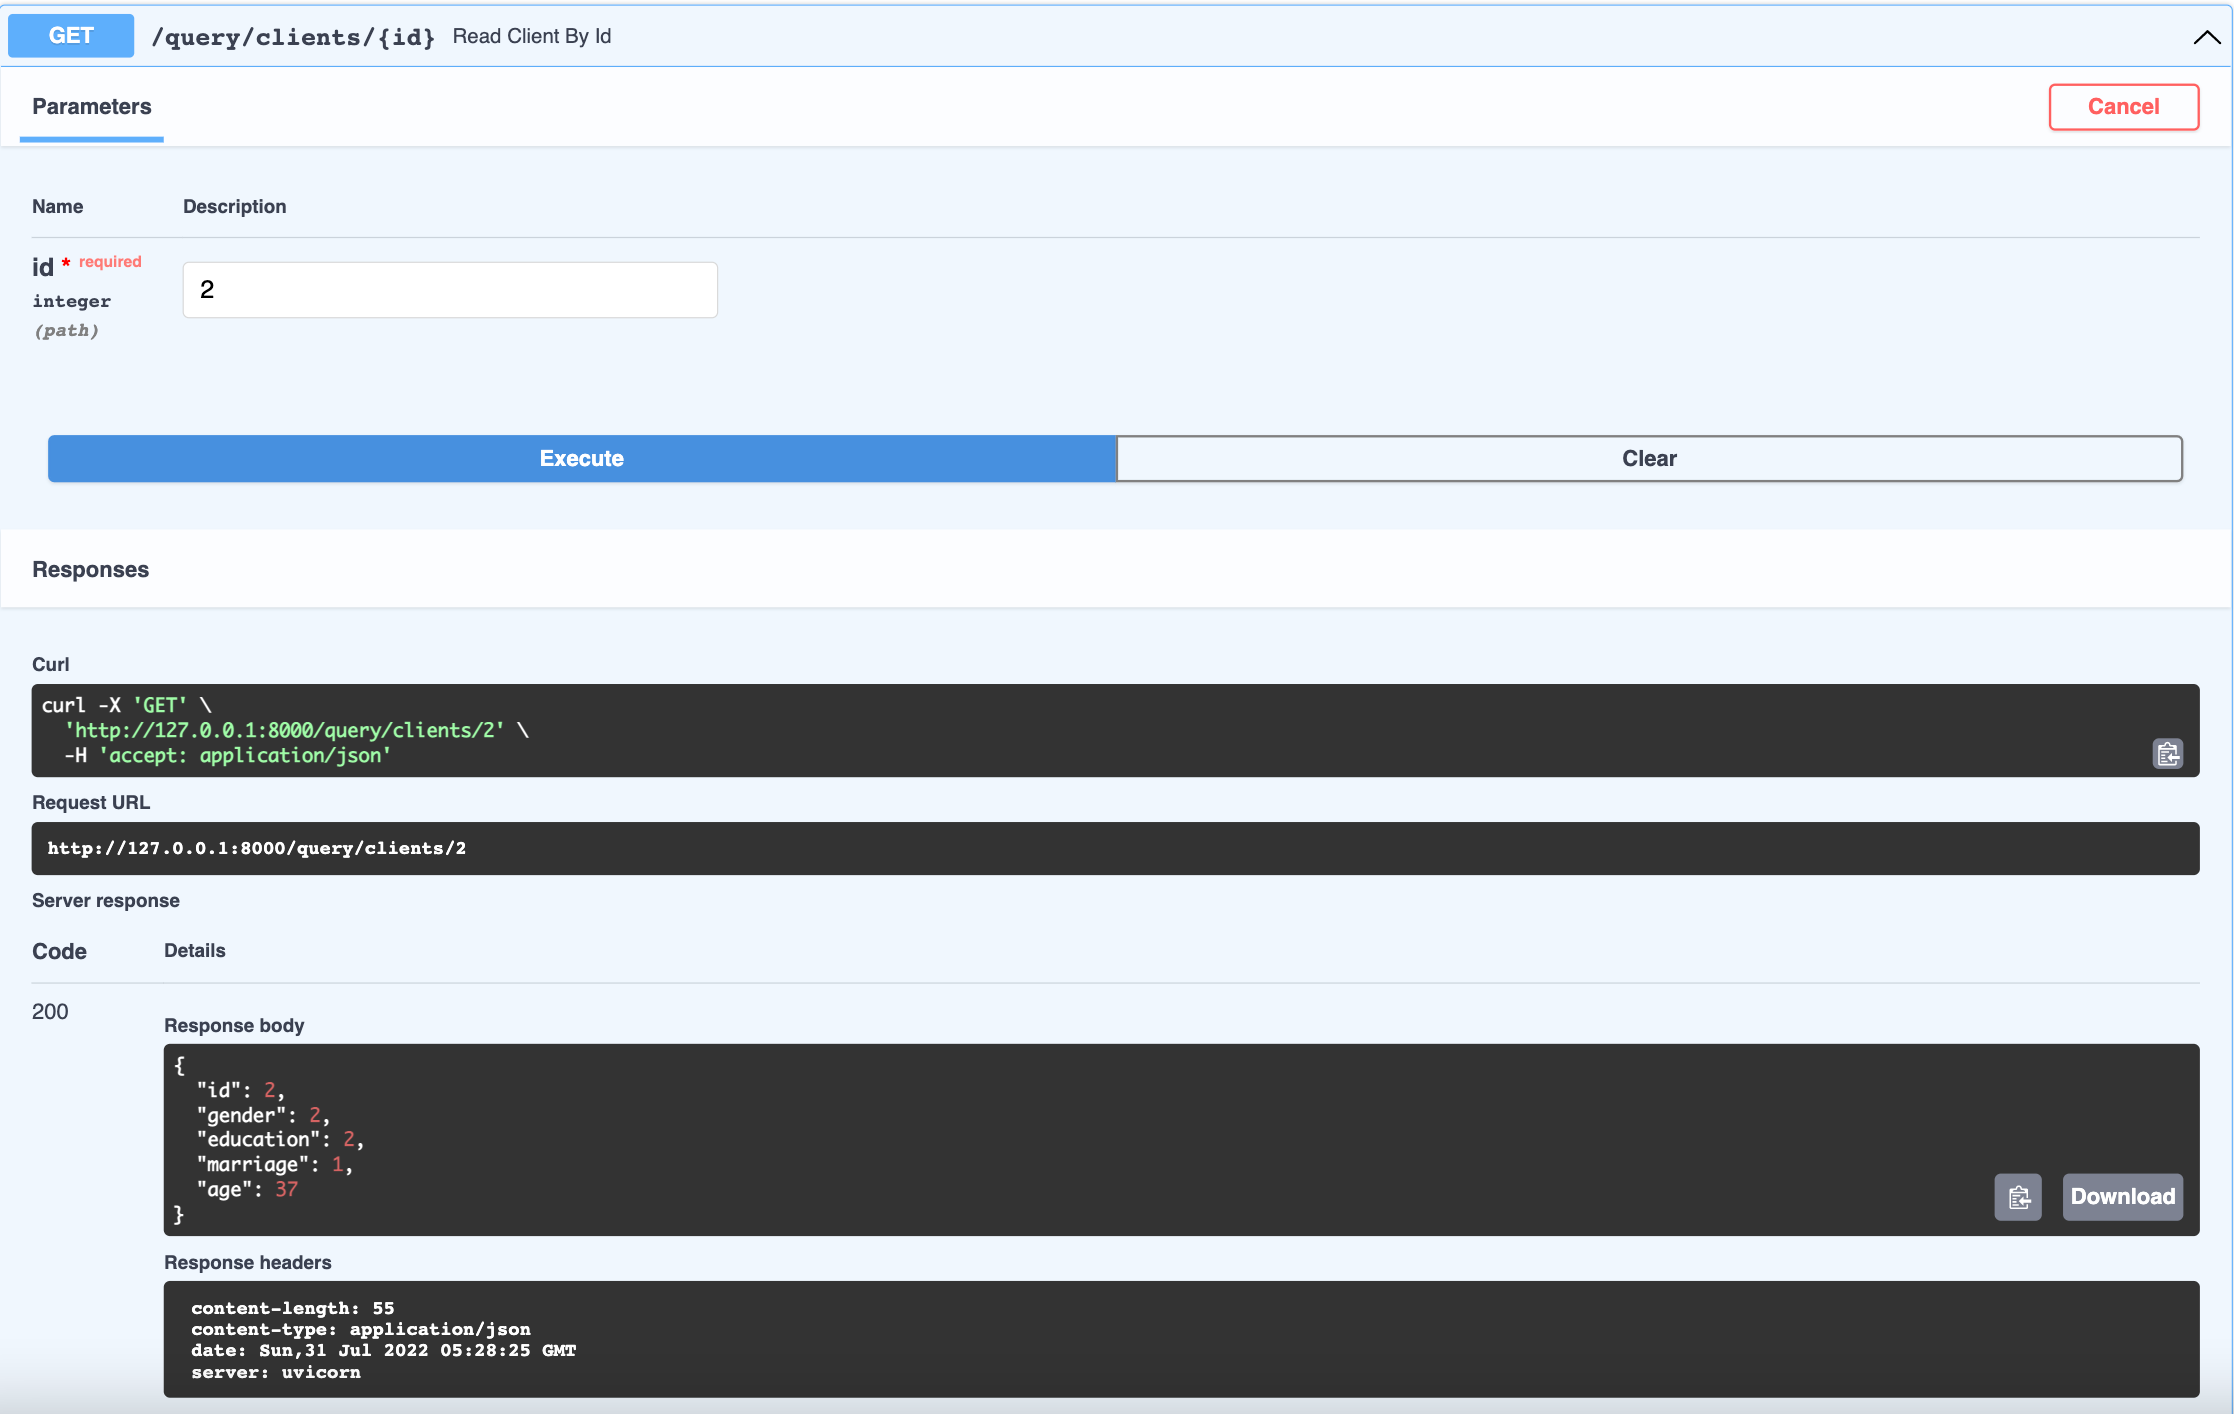 GET /query/clients/{id} Read Client By Id
Parameters
Cancel
Name Description
id * required
integer
(path)
2
Execute
Clear
Responses
Curl
curl -X 'GET' \
  'http://127.0.0.1:8000/query/clients/2' \
  -H 'accept: application/json'
Request URL
http://127.0.0.1:8000/query/clients/2
Server response
Code Details
200
Response body
{
  "id": 2,
  "gender": 2,
  "education": 2,
  "marriage": 1,
  "age": 37
}
Download
Response headers
content-length: 55
content-type: application/json
date: Sun,31 Jul 2022 05:28:25 GMT
server: uvicorn